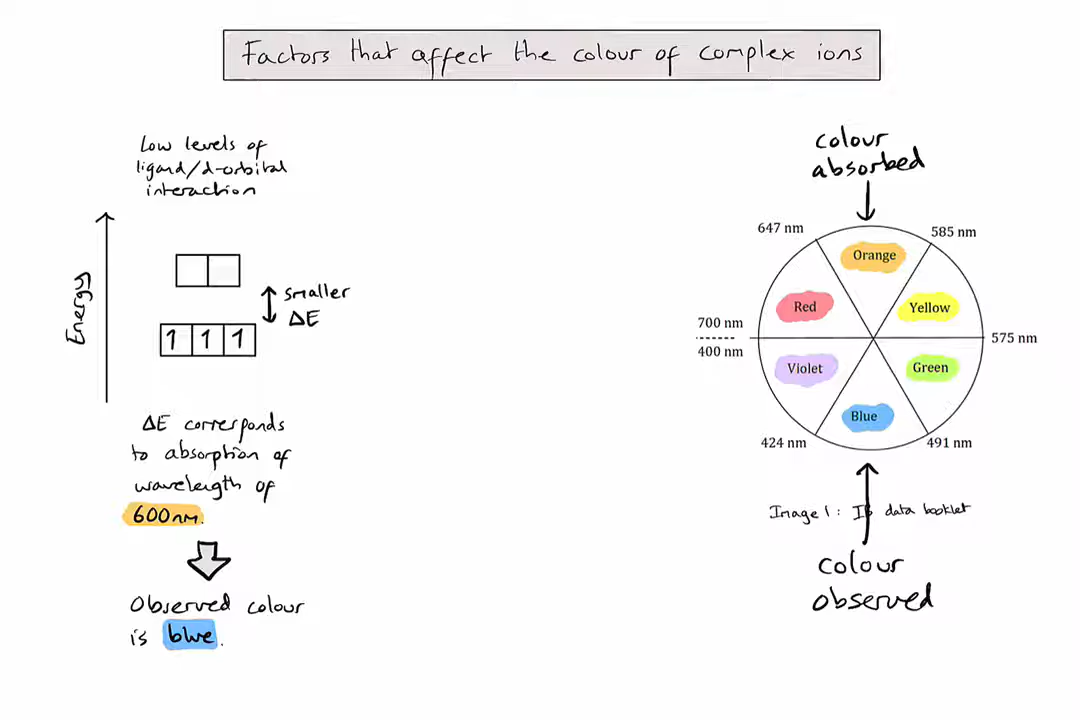 Factors that affect the colour of complex ions
Low levels of
ligand/d-orbital
interaction
Energy
smaller
ΔE
1 1 1
ΔE corresponds
to absorption of
wavelength of
600nm.
Observed colour
is blue.
colour
absorbed
647 nm
585 nm
Orange
Red
Yellow
700 nm
400 nm
575 nm
Violet
Green
Blue
424 nm
491 nm
Image 1: IB data booklet
colour
observed